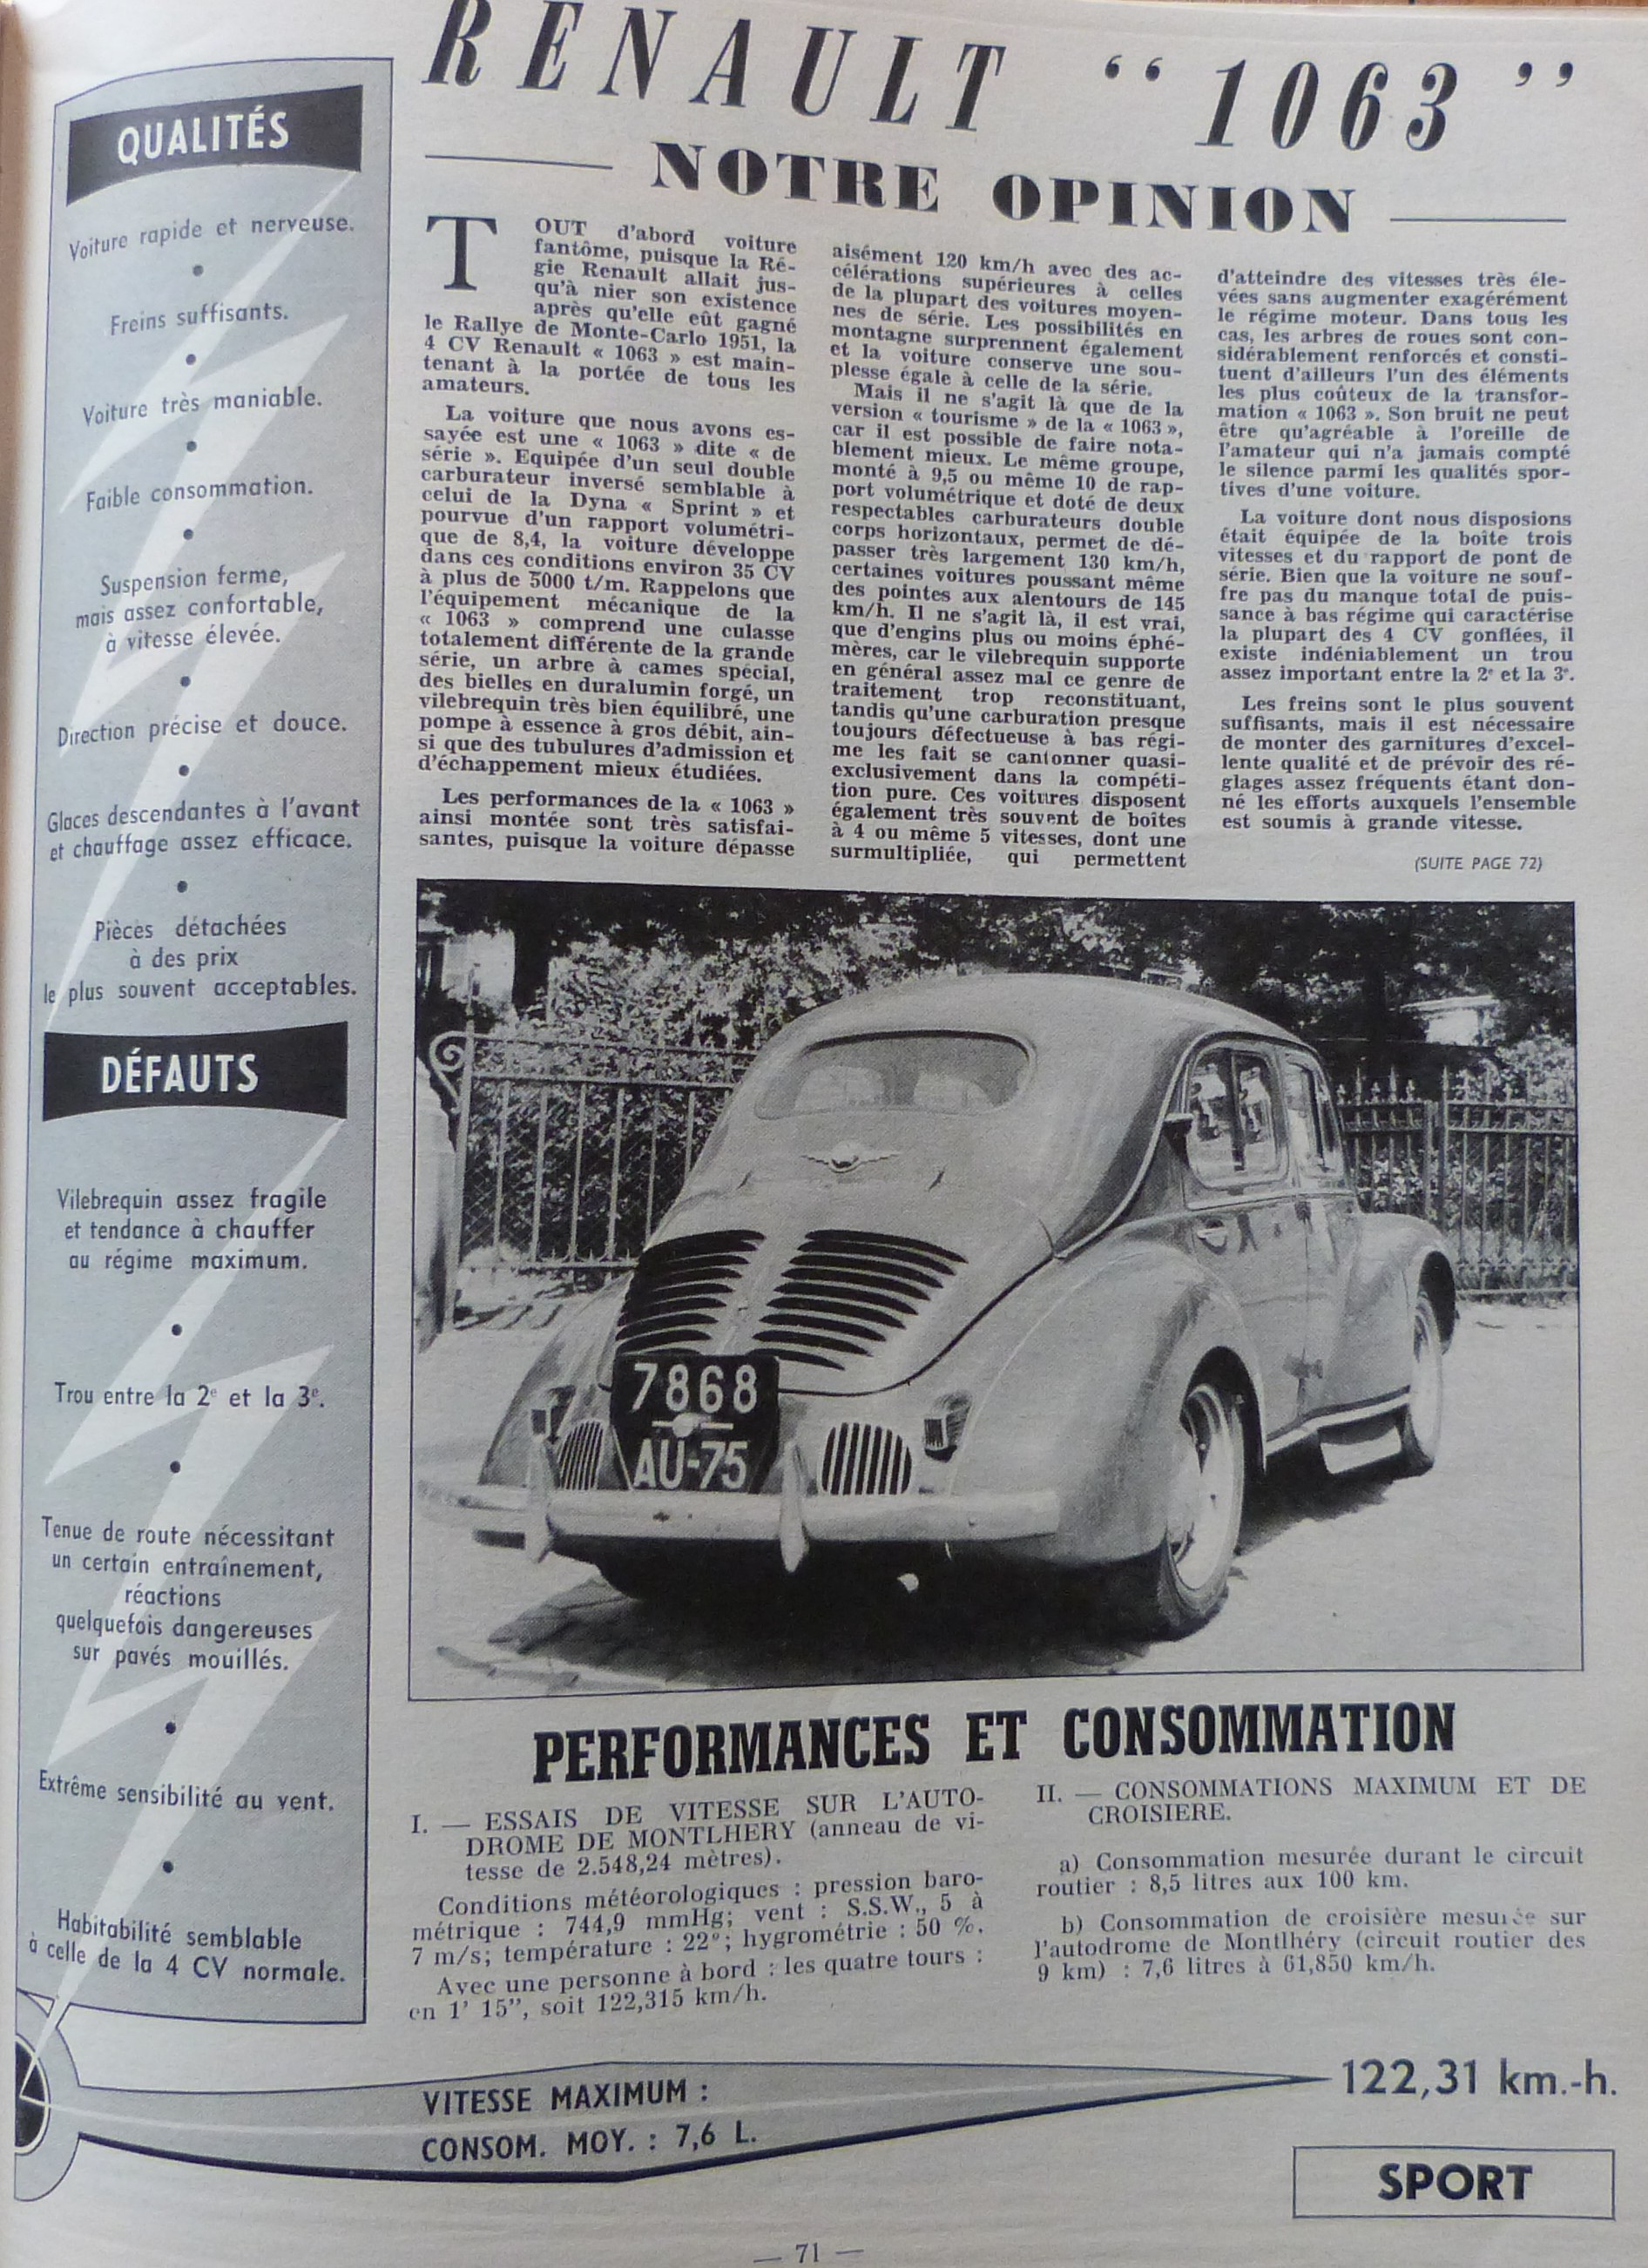 RENAULT “ 1063 ”
NOTRE OPINION
QUALITÉS
Voiture rapide et nerveuse.
•
Freins suffisants.
•
Voiture très maniable.
•
Faible consommation.
•
Suspension ferme,
mais assez confortable,
à vitesse élevée.
•
Direction précise et douce.
•
Glaces descendantes à l'avant
et chauffage assez efficace.
•
Pièces détachées
à des prix
le plus souvent acceptables.
DÉFAUTS
Vilebrequin assez fragile
et tendance à chauffer
au régime maximum.
•
Trou entre la 2e et la 3e.
•
Tenue de route nécessitant
un certain entraînement,
réactions
quelquefois dangereuses
sur pavés mouillés.
•
Extrême sensibilité au vent.
•
Habitabilité semblable
à celle de la 4 CV normale.
TOUT d'abord voiture
fantôme, puisque la Ré-
gie Renault allait jus-
qu'à nier son existence
après qu'elle eût gagné
le Rallye de Monte-Carlo 1951, la
4 CV Renault « 1063 » est main-
tenant à la portée de tous les
amateurs.
La voiture que nous avons es-
sayée est une « 1063 » dite « de
série ». Equipée d'un seul double
carburateur inversé semblable à
celui de la Dyna « Sprint » et
pourvue d'un rapport volumétri-
que de 8,4, la voiture développe
dans ces conditions environ 35 CV
à plus de 5000 t/m. Rappelons que
l'équipement mécanique de la
« 1063 » comprend une culasse
totalement différente de la grande
série, un arbre à cames spécial,
des bielles en duralumin forgé, un
vilebrequin très bien équilibré, une
pompe à essence à gros débit, ain-
si que des tubulures d'admission et
d'échappement mieux étudiées.
Les performances de la « 1063 »
ainsi montée sont très satisfai-
santes, puisque la voiture dépasse
aisément 120 km/h avec des ac-
célérations supérieures à celles
de la plupart des voitures moyen-
nes de série. Les possibilités en
montagne surprennent également
et la voiture conserve une sou-
plesse égale à celle de la série.
Mais il ne s'agit là que de la
version « tourisme » de la « 1063 »,
car il est possible de faire nota-
blement mieux. Le même groupe,
monté à 9,5 ou même 10 de rap-
port volumétrique et doté de deux
respectables carburateurs double
corps horizontaux, permet de dé-
passer très largement 130 km/h,
certaines voitures poussant même
des pointes aux alentours de 145
km/h. Il ne s'agit là, il est vrai,
que d'engins plus ou moins éphé-
mères, car le vilebrequin supporte
en général assez mal ce genre de
traitement trop reconstituant,
tandis qu'une carburation presque
toujours défectueuse à bas régi-
me les fait se cantonner quasi-
exclusivement dans la compéti-
tion pure. Ces voitures disposent
également très souvent de boîtes
à 4 ou même 5 vitesses, dont une
surmultipliée, qui permettent
d'atteindre des vitesses très éle-
vées sans augmenter exagérément
le régime moteur. Dans tous les
cas, les arbres de roues sont con-
sidérablement renforcés et consti-
tuent d'ailleurs l'un des éléments
les plus coûteux de la transfor-
mation « 1063 ». Son bruit ne peut
être qu'agréable à l'oreille de
l'amateur qui n'a jamais compté
le silence parmi les qualités spor-
tives d'une voiture.
La voiture dont nous disposions
était équipée de la boîte trois
vitesses et du rapport de pont de
série. Bien que la voiture ne souf-
fre pas du manque total de puis-
sance à bas régime qui caractérise
la plupart des 4 CV gonflées, il
existe indéniablement un trou
assez important entre la 2e et la 3e.
Les freins sont le plus souvent
suffisants, mais il est nécessaire
de monter des garnitures d'excel-
lente qualité et de prévoir des ré-
glages assez fréquents étant don-
né les efforts auxquels l'ensemble
est soumis à grande vitesse.
(SUITE PAGE 72)
7868
AU-75
PERFORMANCES ET CONSOMMATION
I. — ESSAIS DE VITESSE SUR L'AUTO-
DROME DE MONTLHERY (anneau de vi-
tesse de 2.548,24 mètres).
Conditions météorologiques : pression baro-
métrique : 744,9 mmHg; vent : S.S.W., 5 à
7 m/s; température : 22°; hygrométrie : 50 %.
Avec une personne à bord : les quatre tours :
en 1' 15”, soit 122,315 km/h.
II. — CONSOMMATIONS MAXIMUM ET DE
CROISIERE.
a) Consommation mesurée durant le circuit
routier : 8,5 litres aux 100 km.
b) Consommation de croisière mesurée sur
l'autodrome de Montlhéry (circuit routier des
9 km) : 7,6 litres à 61,850 km/h.
VITESSE MAXIMUM :
122,31 km.-h.
CONSOM. MOY. : 7,6 L.
SPORT
— 71 —